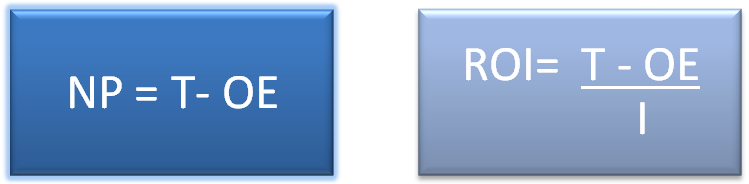 NP = T- OE
ROI= T - OE
I